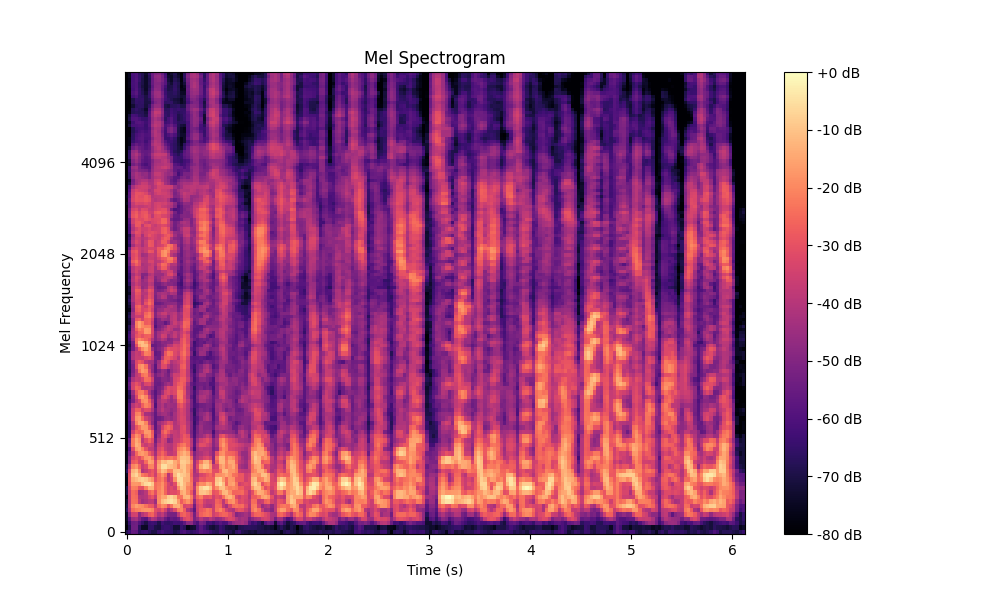 Mel Spectrogram
Mel Frequency
4096
2048
1024
512
0
0 1 2 3 4 5 6
Time (s)
+0 dB
-10 dB
-20 dB
-30 dB
-40 dB
-50 dB
-60 dB
-70 dB
-80 dB